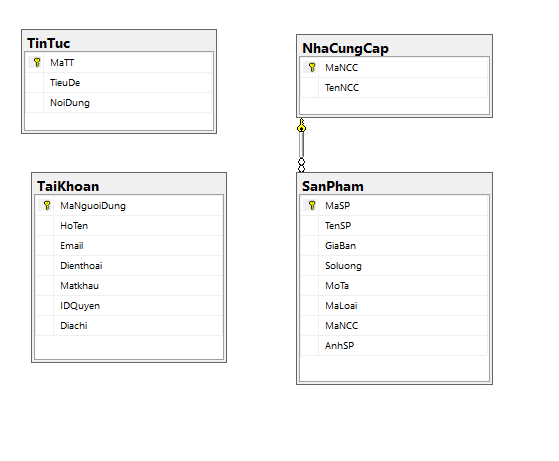 TinTuc
MaTT
TieuDe
NoiDung
NhaCungCap
MaNCC
TenNCC
TaiKhoan
MaNguoiDung
HoTen
Email
Dienthoai
Matkhau
IDQuyen
Diachi
SanPham
MaSP
TenSP
GiaBan
Soluong
MoTa
MaLoai
MaNCC
AnhSP